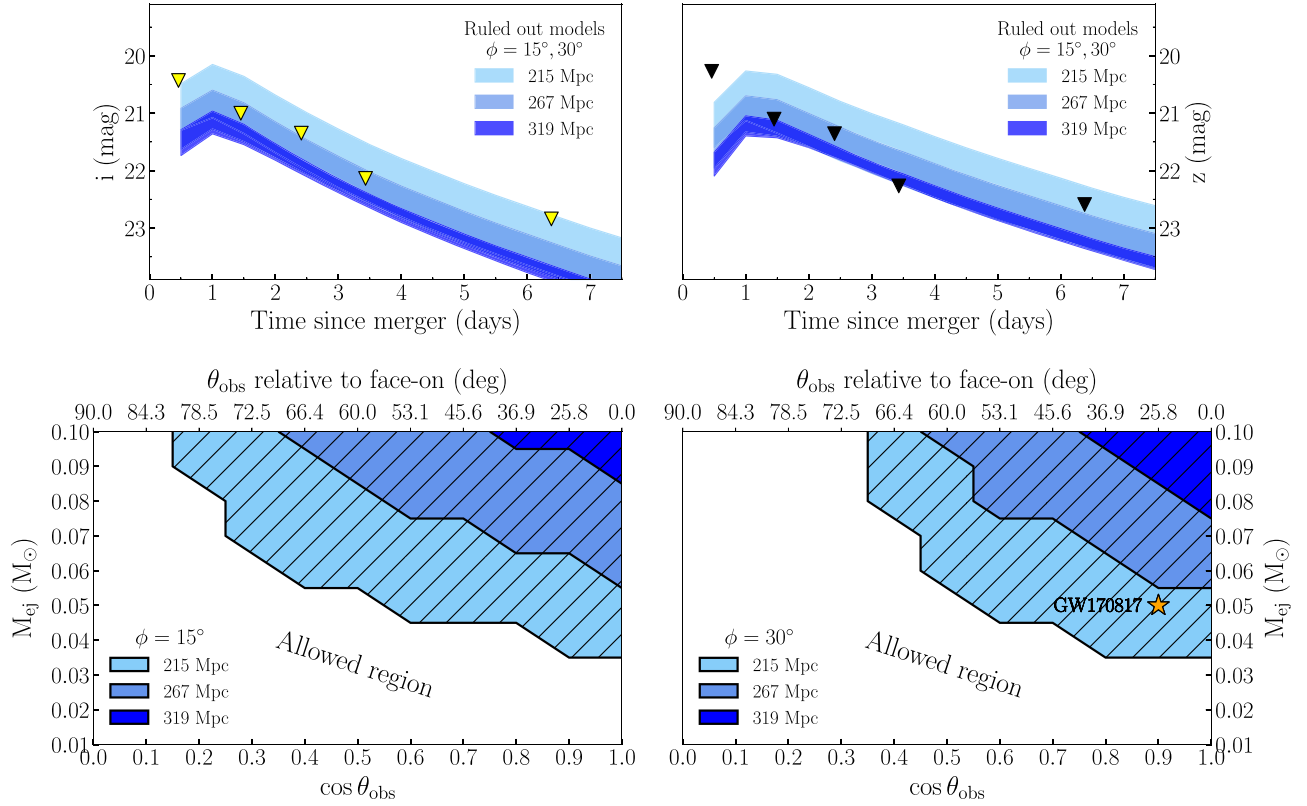 Ruled out models
ϕ = 15°, 30°
215 Mpc
267 Mpc
319 Mpc
20
21
22
23
i (mag)
0 1 2 3 4 5 6 7
Time since merger (days)
Ruled out models
ϕ = 15°, 30°
215 Mpc
267 Mpc
319 Mpc
20
21
22
23
z (mag)
0 1 2 3 4 5 6 7
Time since merger (days)
θobs relative to face-on (deg)
90.0 84.3 78.5 72.5 66.4 60.0 53.1 45.6 36.9 25.8 0.0
0.10
0.09
0.08
0.07
0.06
0.05
0.04
0.03
0.02
0.01
Mej (M⊙)
ϕ = 15°
215 Mpc
267 Mpc
319 Mpc
Allowed region
0.0 0.1 0.2 0.3 0.4 0.5 0.6 0.7 0.8 0.9 1.0
cos θobs
θobs relative to face-on (deg)
90.0 84.3 78.5 72.5 66.4 60.0 53.1 45.6 36.9 25.8 0.0
GW170817
ϕ = 30°
215 Mpc
267 Mpc
319 Mpc
Allowed region
0.10
0.09
0.08
0.07
0.06
0.05
0.04
0.03
0.02
0.01
Mej (M⊙)
0.0 0.1 0.2 0.3 0.4 0.5 0.6 0.7 0.8 0.9 1.0
cos θobs